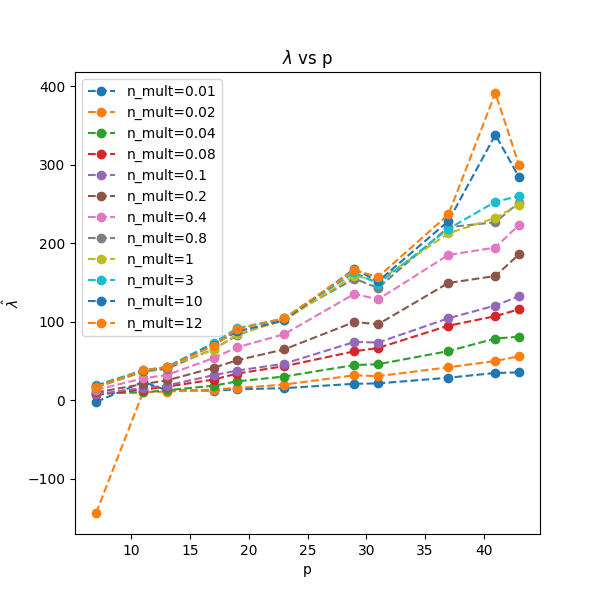 λ vs p
n_mult=0.01
n_mult=0.02
n_mult=0.04
n_mult=0.08
n_mult=0.1
n_mult=0.2
n_mult=0.4
n_mult=0.8
n_mult=1
n_mult=3
n_mult=10
n_mult=12
400
300
200
100
0
−100
λ̂
10
15
20
25
30
35
40
p